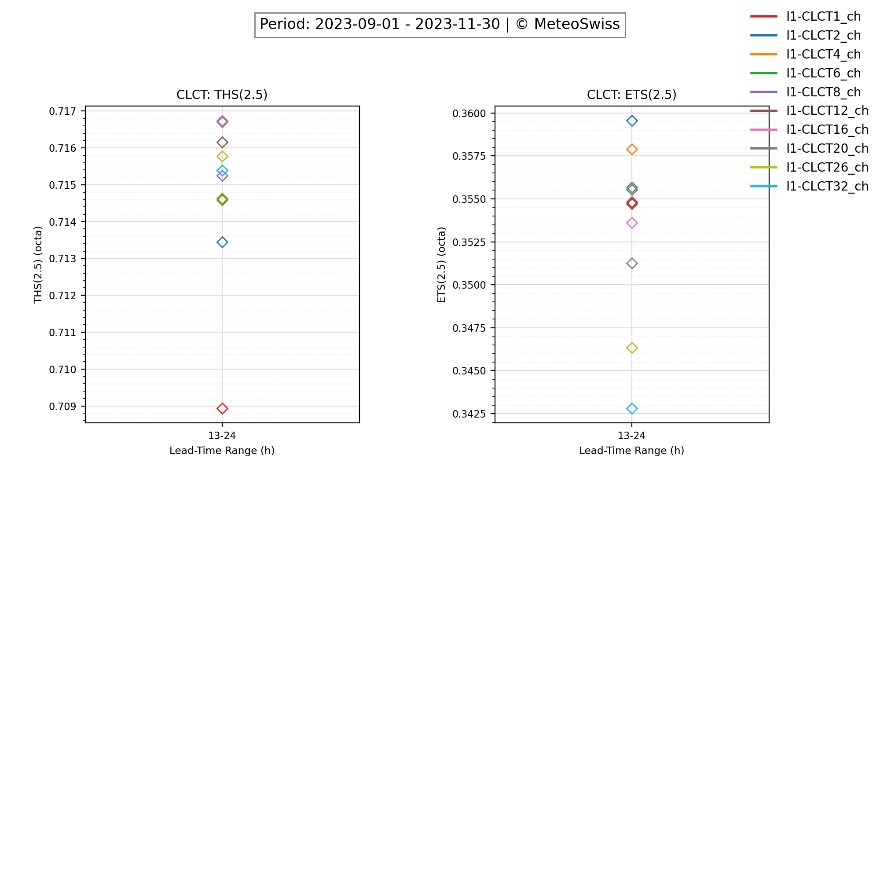 Period: 2023-09-01 - 2023-11-30 | © MeteoSwiss
I1-CLCT1_ch
I1-CLCT2_ch
I1-CLCT4_ch
I1-CLCT6_ch
I1-CLCT8_ch
I1-CLCT12_ch
I1-CLCT16_ch
I1-CLCT20_ch
I1-CLCT26_ch
I1-CLCT32_ch
CLCT: THS(2.5)
THS(2.5) (octa)
0.717
0.716
0.715
0.714
0.713
0.712
0.711
0.710
0.709
13-24
Lead-Time Range (h)
CLCT: ETS(2.5)
ETS(2.5) (octa)
0.3600
0.3575
0.3550
0.3525
0.3500
0.3475
0.3450
0.3425
13-24
Lead-Time Range (h)